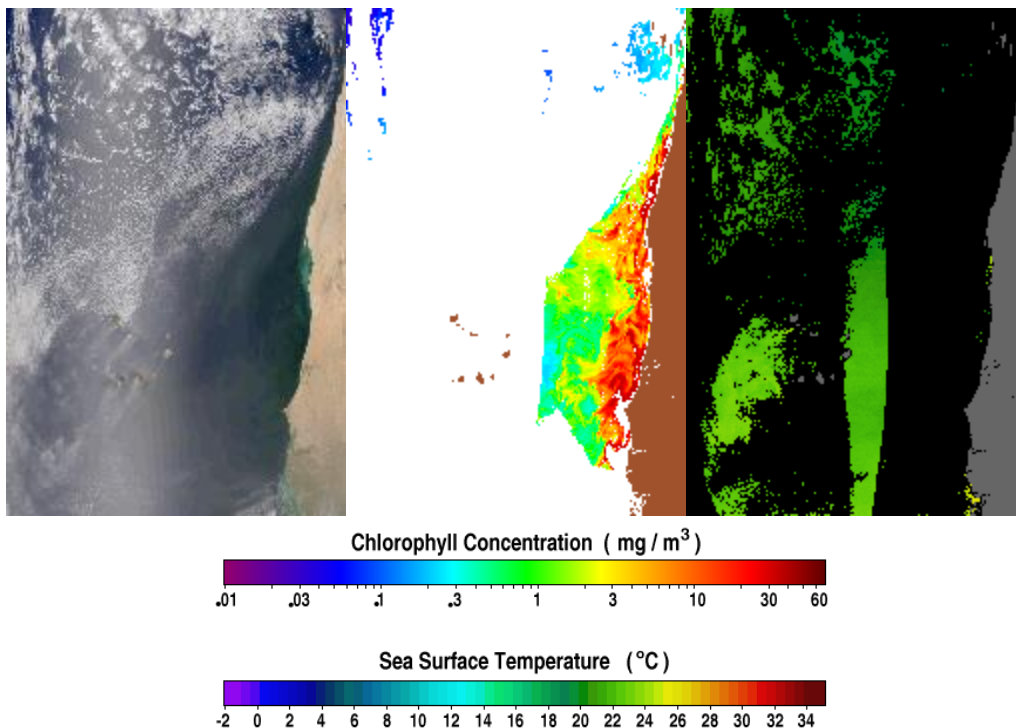 Chlorophyll Concentration ( mg / m³ )
.01 .03 .1 .3 1 3 10 30 60
Sea Surface Temperature (°C)
-2 0 2 4 6 8 10 12 14 16 18 20 22 24 26 28 30 32 34